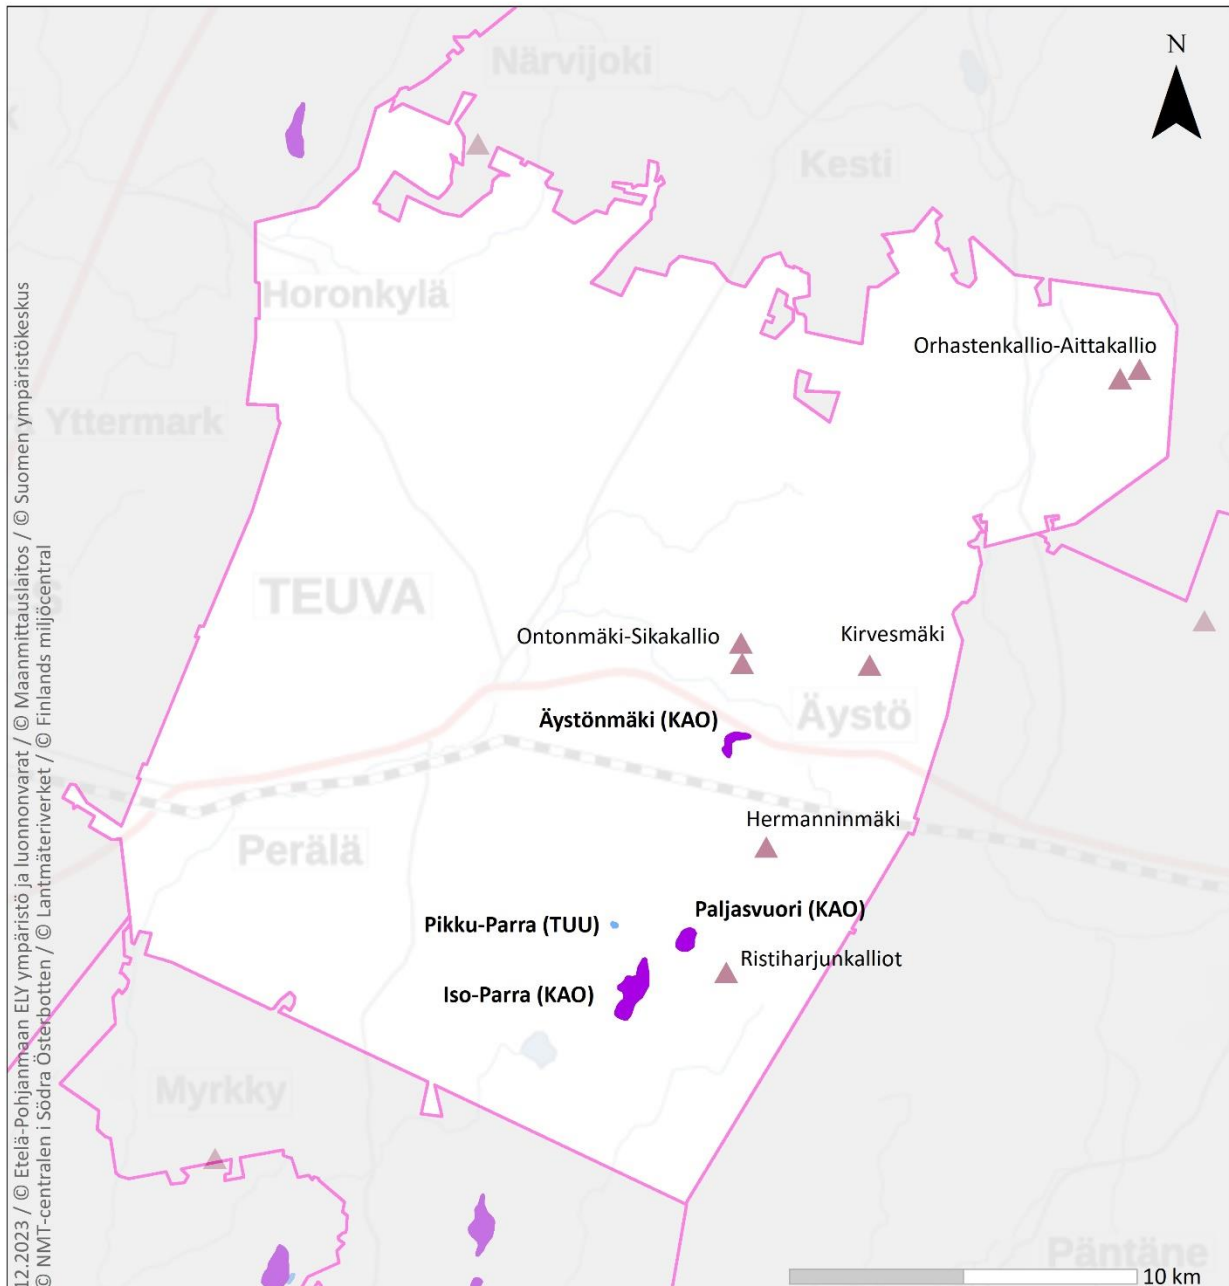 N
Närvijoki
Kesti
Horonkylä
Orhastenkallio-Aittakallio
Yttermark
TEUVA
Ontonmäki-Sikakallio
Kirvesmäki
Äystönmäki (KAO)
Äystö
Hermanninmäki
Perälä
Paljasvuori (KAO)
Pikku-Parra (TUU)
Ristiharjunkalliot
Iso-Parra (KAO)
Myrkky
Päntäne
10 km
12.2023 / © Etelä-Pohjanmaan ELY ympäristö ja luonnonvarat / © Maanmittauslaitos / © Suomen ympäristökeskus
© NMT-centralen i Södra Österbotten / © Lantmäteriverket / © Finlands miljöcentral